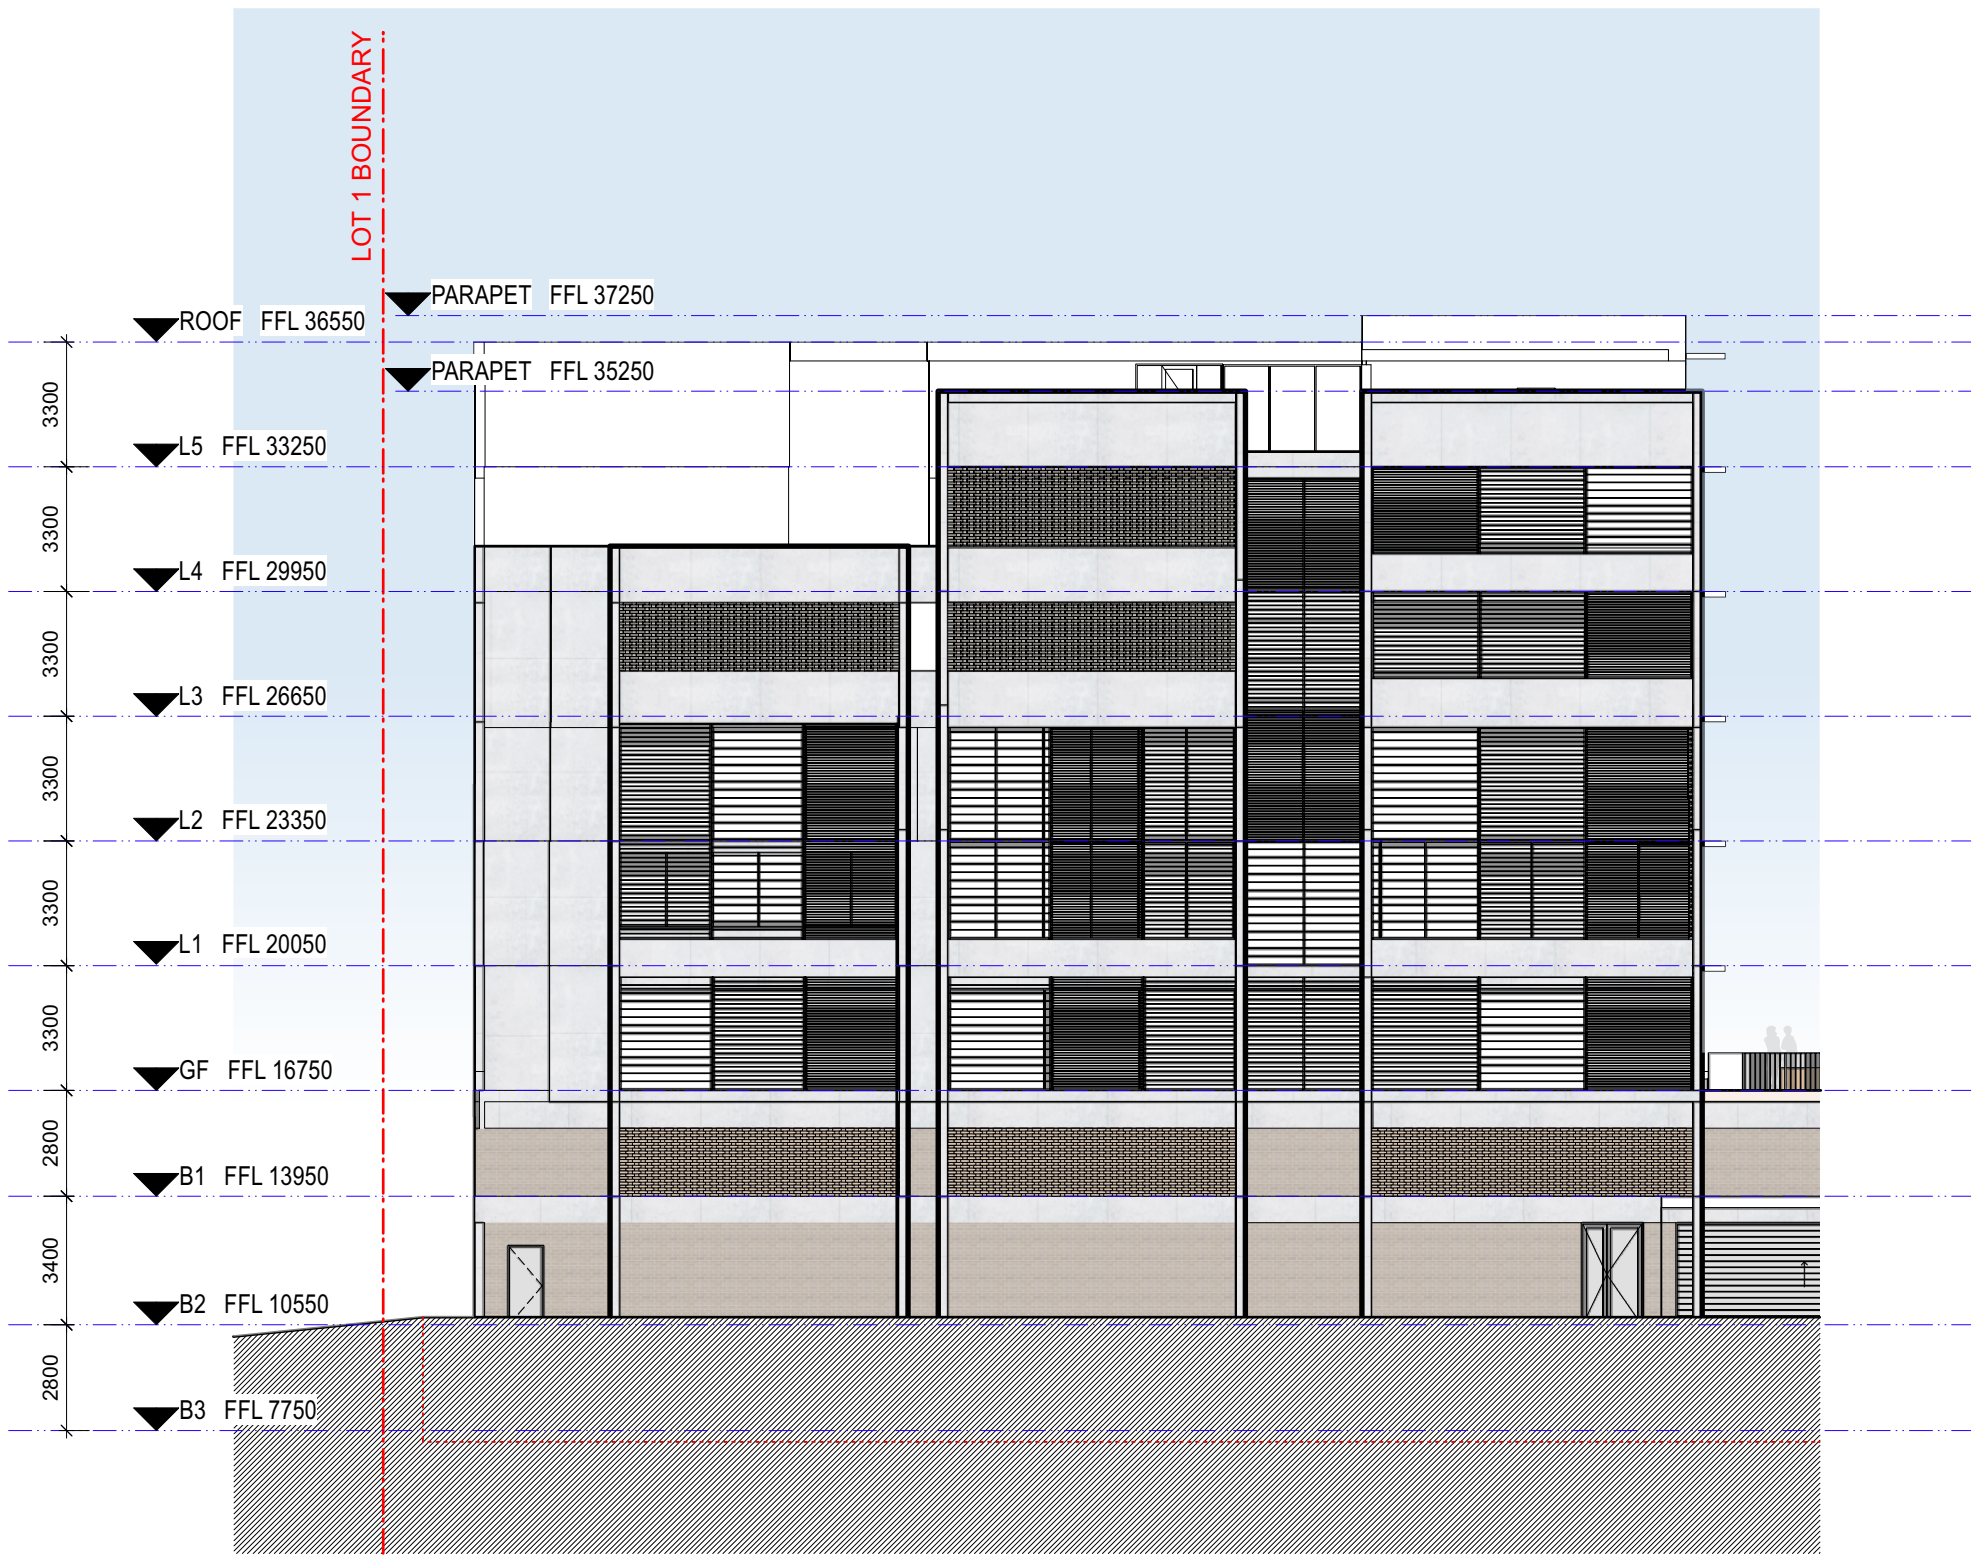 LOT 1 BOUNDARY
PARAPET FFL 37250
ROOF FFL 36550
PARAPET FFL 35250
3300
L5 FFL 33250
3300
L4 FFL 29950
3300
L3 FFL 26650
3300
L2 FFL 23350
3300
L1 FFL 20050
3300
GF FFL 16750
2800
B1 FFL 13950
3400
B2 FFL 10550
2800
B3 FFL 7750